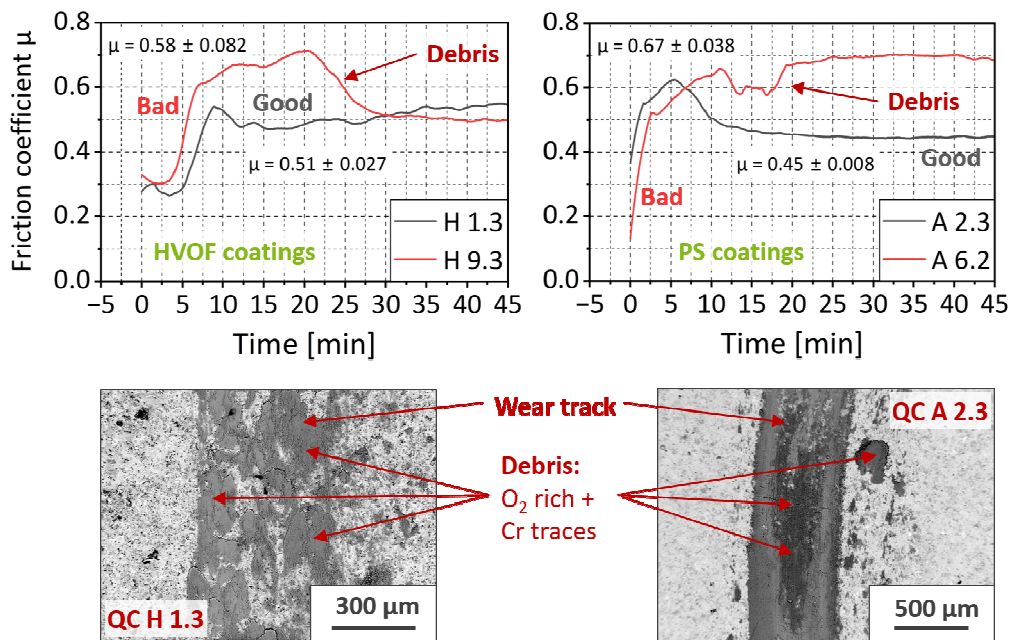 Friction coefficient μ
0.8
0.6
0.4
0.2
0.0
μ = 0.58 ± 0.082
Debris
Bad
Good
μ = 0.51 ± 0.027
H 1.3
H 9.3
HVOF coatings
−5 0 5 10 15 20 25 30 35 40 45
Time [min]
0.8
0.6
0.4
0.2
0.0
μ = 0.67 ± 0.038
Debris
μ = 0.45 ± 0.008
Good
Bad
A 2.3
A 6.2
PS coatings
−5 0 5 10 15 20 25 30 35 40 45
Time [min]
Wear track
Debris:
O₂ rich +
Cr traces
QC H 1.3
300 μm
QC A 2.3
500 μm